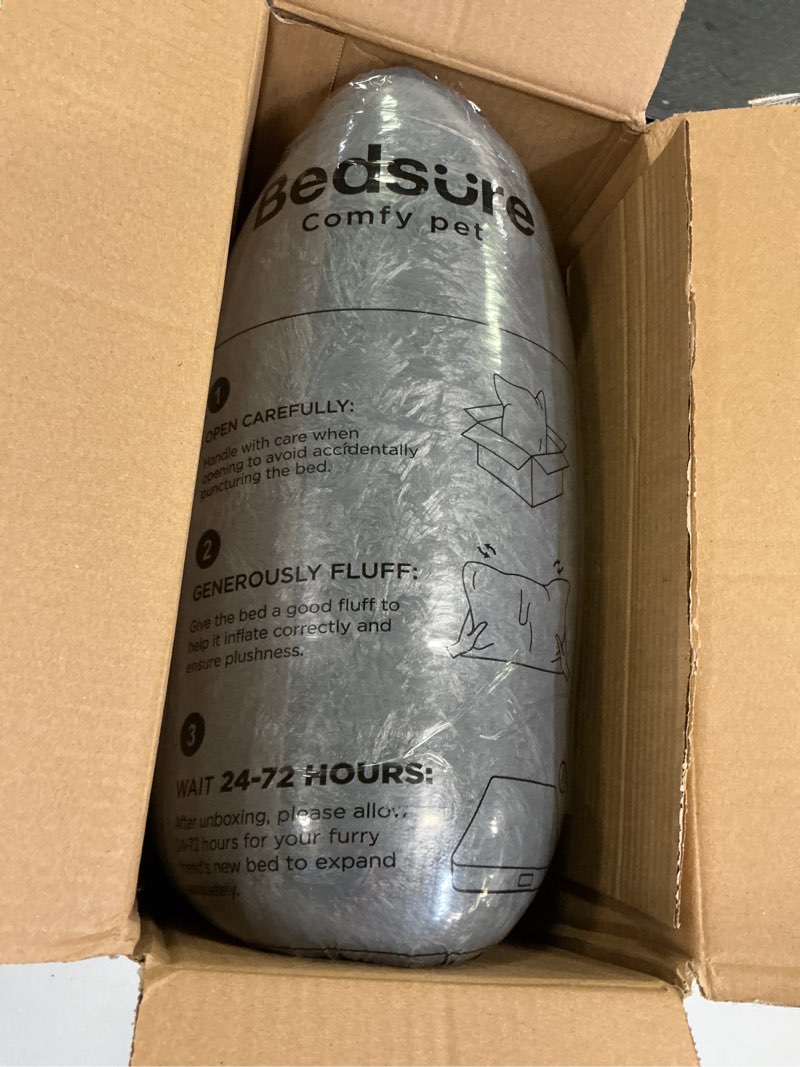 Bedsure
Comfy pet
1
OPEN CAREFULLY:
Handle with care when
opening to avoid accidentally
puncturing the bed.
2
GENEROUSLY FLUFF:
Give the bed a good fluff to
help it inflate correctly and
ensure plushness.
3
WAIT 24-72 HOURS:
After unboxing, please allow
24-72 hours for your furry
friend's new bed to expand
completely.